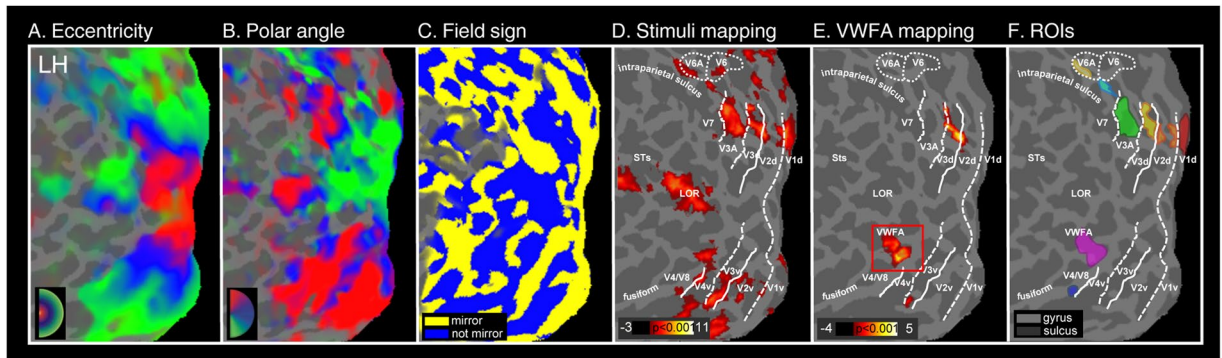 A. Eccentricity
B. Polar angle
C. Field sign
D. Stimuli mapping
E. VWFA mapping
F. ROIs
LH
mirror
not mirror
V6A
V6
intraparietal sulcus
V7
V3A
V3d
V2d
V1d
STs
LOR
V4/V8
V4v
V3v
V2v
V1v
fusiform
-3
p<0.001
11
V6A
V6
intraparietal sulcus
V7
V3A
V3d
V2d
V1d
Sts
LOR
VWFA
V4/V8
V4v
V3v
V2v
V1v
fusiform
-4
p<0.001
5
V6A
V6
intraparietal sulcus
V7
V3A
V3d
V2d
V1d
STs
LOR
VWFA
V4/V8
V4v
V3v
V2v
V1v
fusiform
gyrus
sulcus